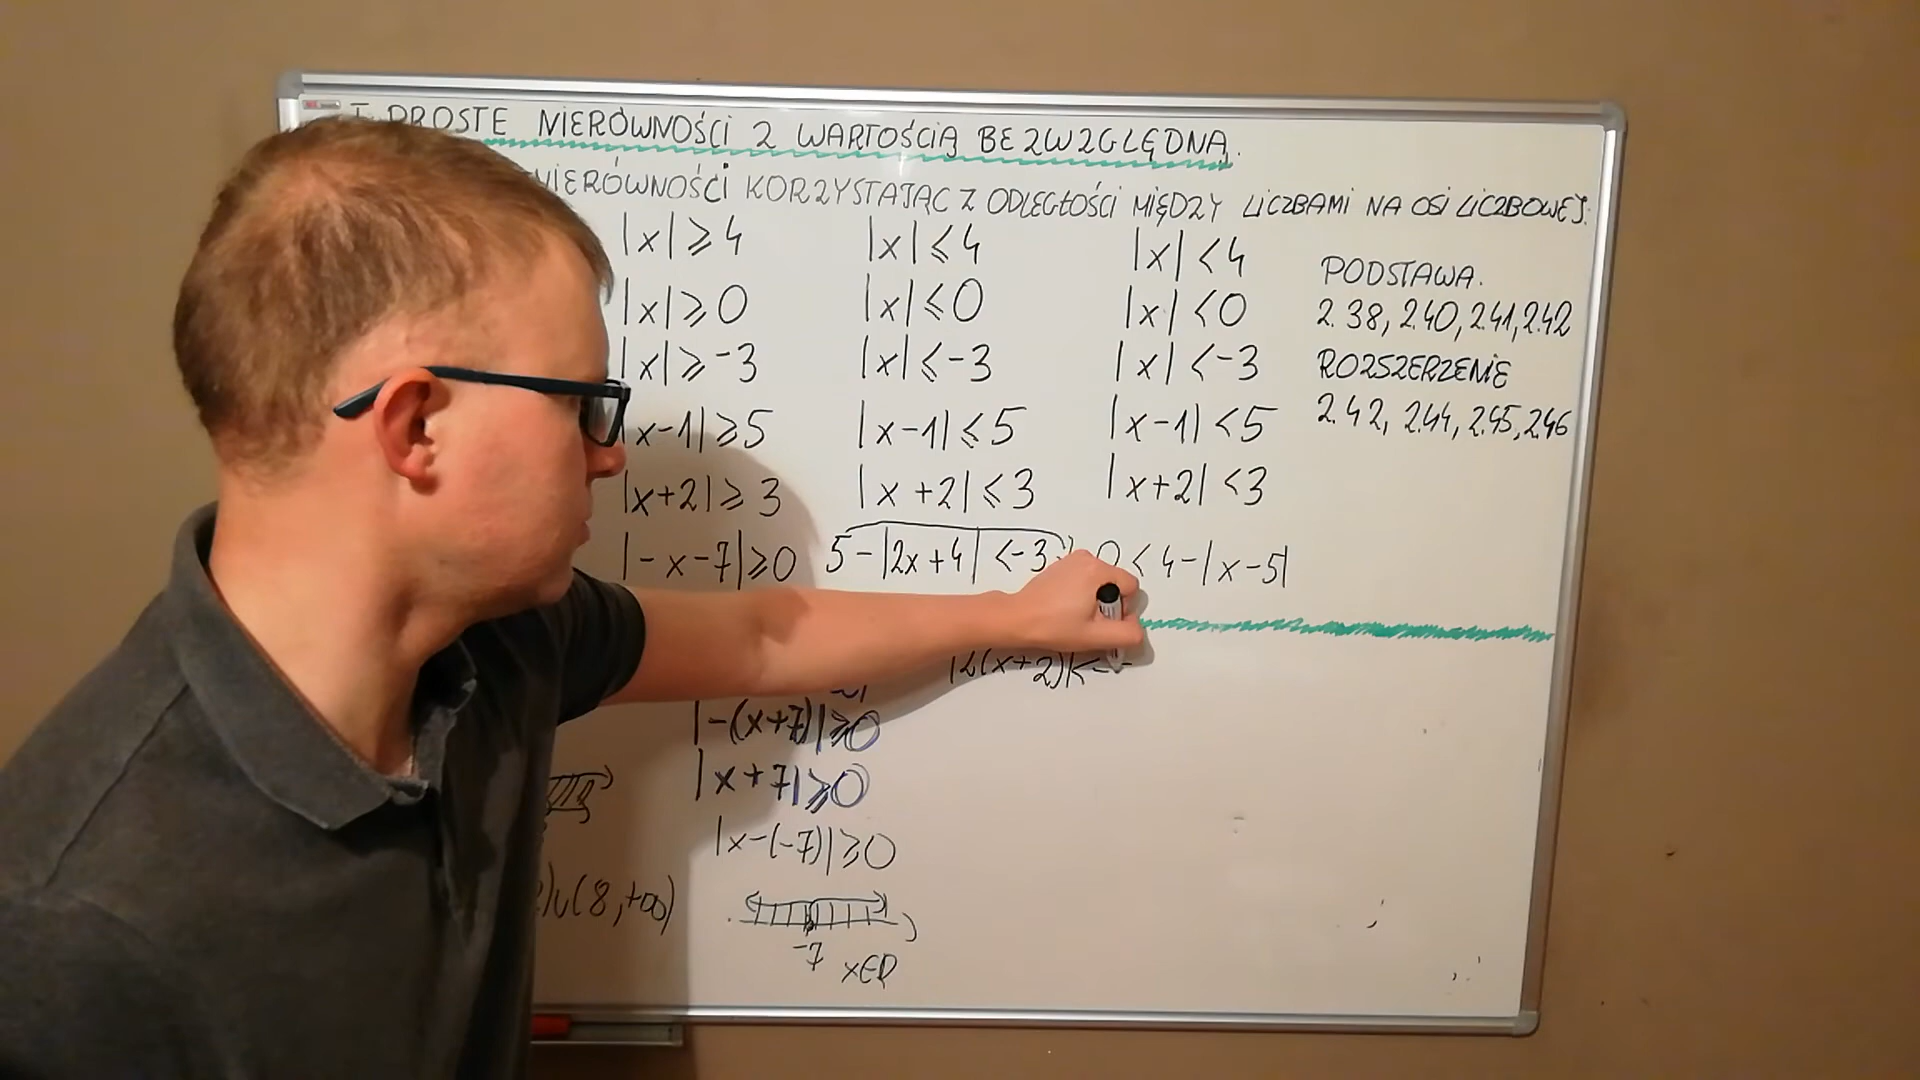 I PROSTE NIERÓWNOŚCI Z WARTOŚCIĄ BEZWZGLĘDNĄ.
NIERÓWNOŚCI KORZYSTAJĄC Z ODLEGŁOŚCI MIĘDZY LICZBAMI NA OSI LICZBOWEJ:
|x| ⩾ 4 |x| ⩽ 4 |x| < 4
|x| ⩾ 0 |x| ⩽ 0 |x| < 0
|x| ⩾ -3 |x| ⩽ -3 |x| < -3
|x-1| ⩾ 5 |x-1| ⩽ 5 |x-1| < 5
|x+2| ⩾ 3 |x+2| ⩽ 3 |x+2| < 3
|-x-7| ⩾ 0 5-|2x+4| <-3 0 < 4-|x-5|
PODSTAWA.
2.38, 2.40, 2.41, 2.42
ROZSZERZENIE
2.42, 2.44, 2.45, 2.46
|2(x+2)|<-
|-(x+7)| ⩾ 0
|x+7| ⩾ 0
|x-(-7)| ⩾ 0
-7
x∈R
)∪(8,+∞)